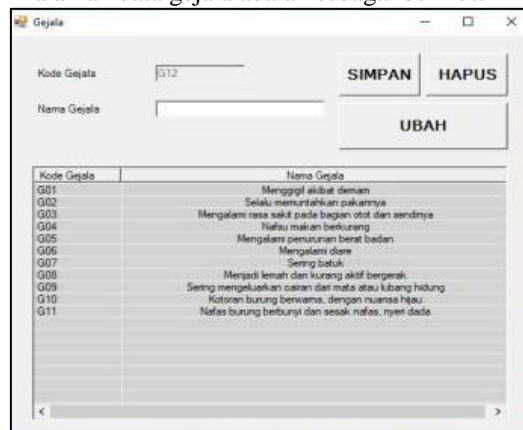 Gejala
Kode Gejala
G12
SIMPAN
HAPUS
Nama Gejala
UBAH
Kode Gejala Nama Gejala
G01 Menggigil akibat demam
G02 Selalu memuntahkan pakannya
G03 Mengalami rasa sakit pada bagian otot dan sendinya
G04 Nafsu makan berkurang
G05 Mengalami penurunan berat badan
G06 Mengalami diare
G07 Sering batuk
G08 Menjadi lemah dan kurang aktif bergerak
G09 Sering mengeluarkan cairan dari mata atau lubang hidung
G10 Kotoran burung berwarna, dengan nuansa hijau
G11 Nafas burung berbunyi dan sesak nafas, nyeri dada